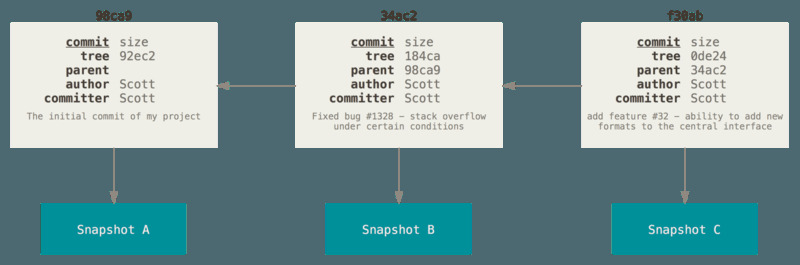 98ca9
commit size
tree 92ec2
parent
author Scott
committer Scott
The initial commit of my project
Snapshot A
34ac2
commit size
tree 184ca
parent 98ca9
author Scott
committer Scott
Fixed bug #1328 – stack overflow
under certain conditions
Snapshot B
f30ab
commit size
tree 0de24
parent 34ac2
author Scott
committer Scott
add feature #32 – ability to add new
formats to the central interface
Snapshot C